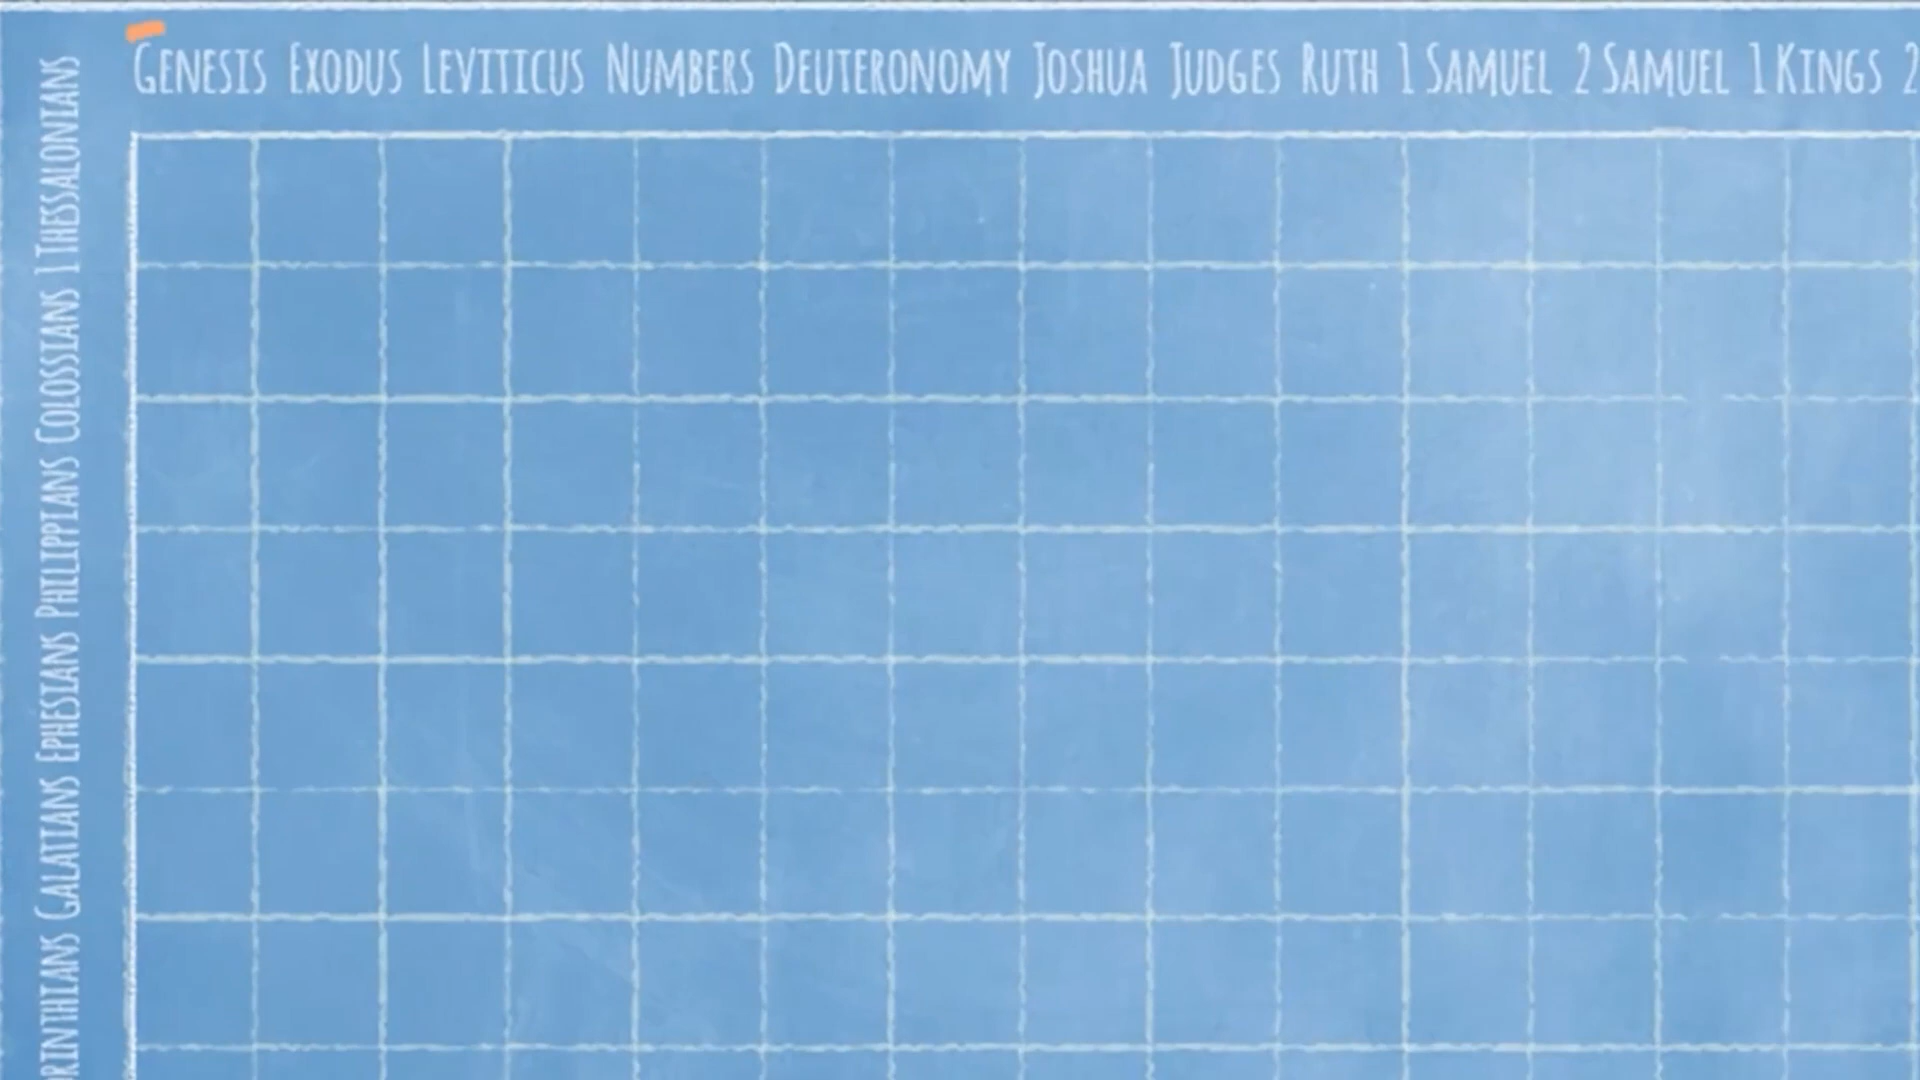 Genesis Exodus Leviticus Numbers Deuteronomy Joshua Judges Ruth 1 Samuel 2 Samuel 1 Kings 2
Galatians Ephesians Philippians Colossians 1 Thessalonians